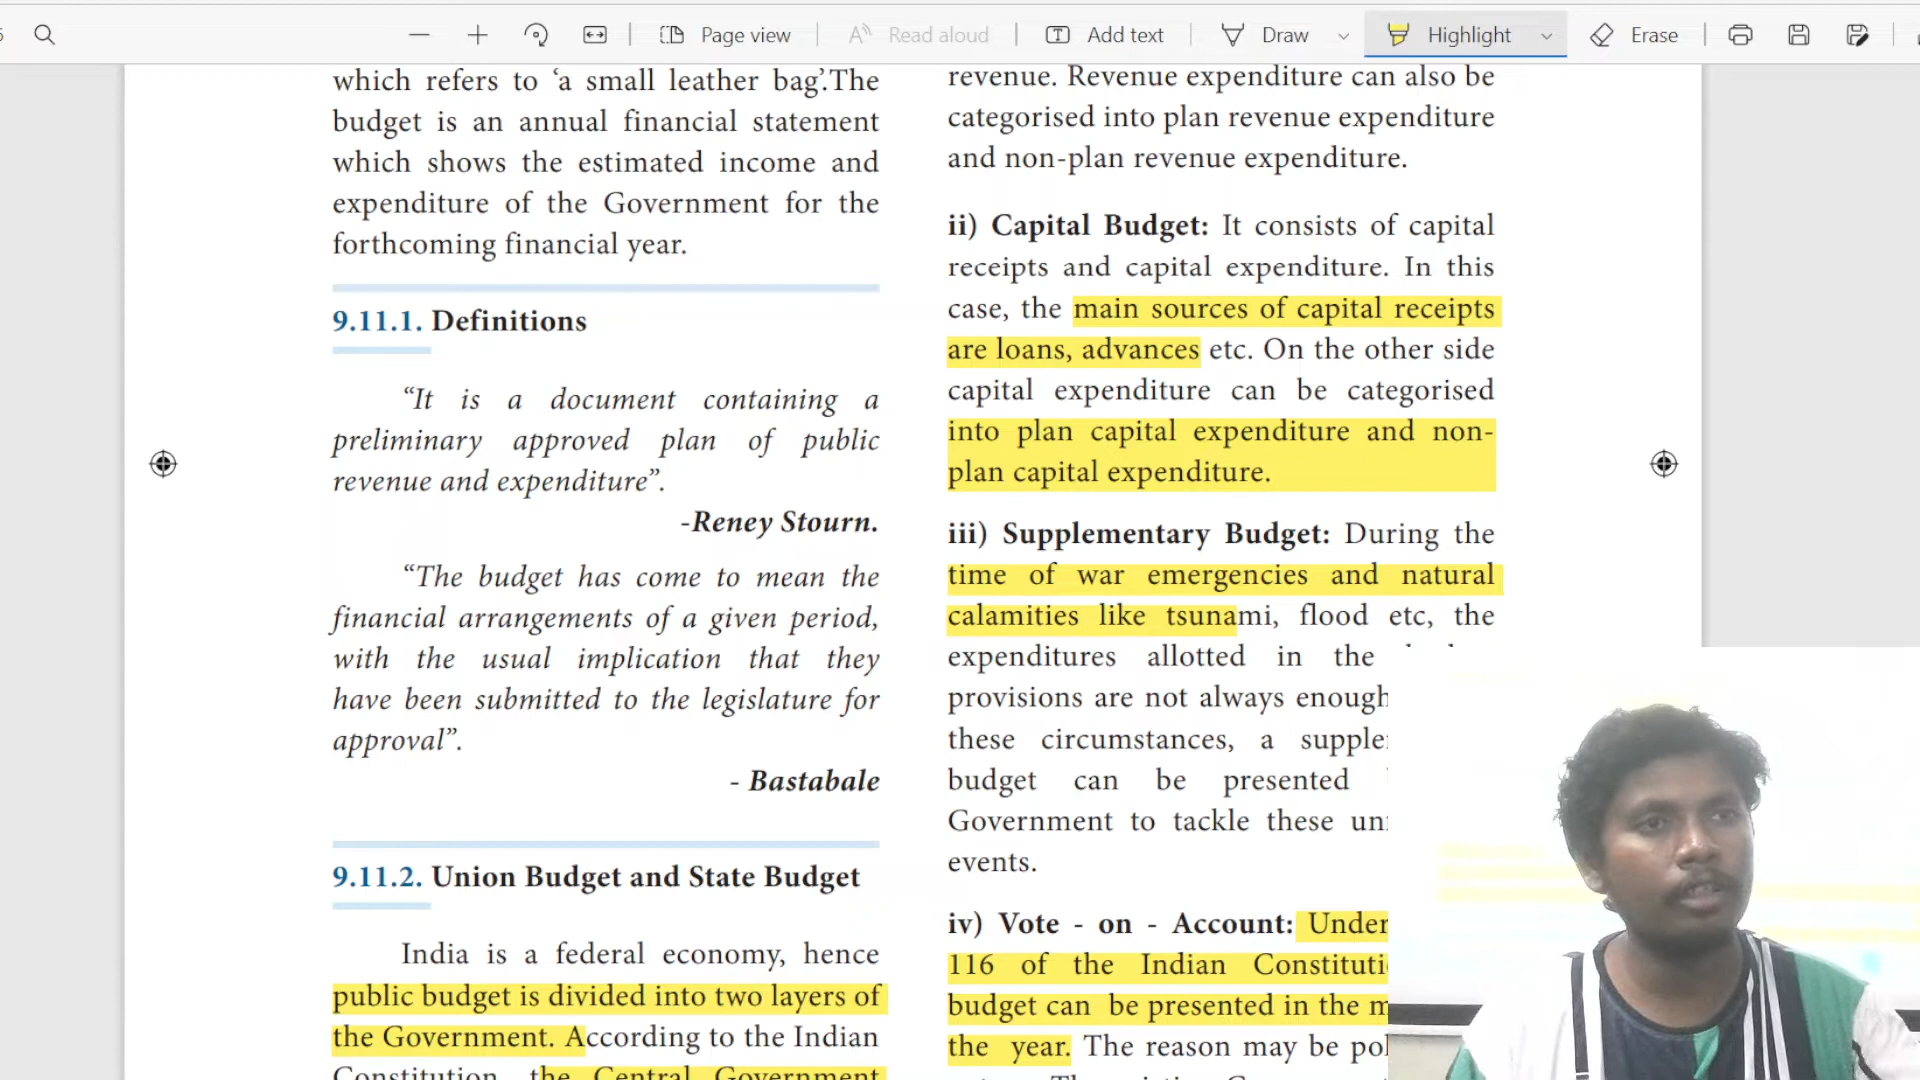 Page view
Read aloud
Add text
Draw
Highlight
Erase
which refers to ‘a small leather bag’.The
budget is an annual financial statement
which shows the estimated income and
expenditure of the Government for the
forthcoming financial year.
9.11.1. Definitions
“It is a document containing a
preliminary approved plan of public
revenue and expenditure”.
-Reney Stourn.
“The budget has come to mean the
financial arrangements of a given period,
with the usual implication that they
have been submitted to the legislature for
approval”.
- Bastabale
9.11.2. Union Budget and State Budget
India is a federal economy, hence
public budget is divided into two layers of
the Government. According to the Indian
Constitution, the Central Government
revenue. Revenue expenditure can also be
categorised into plan revenue expenditure
and non-plan revenue expenditure.
ii) Capital Budget: It consists of capital
receipts and capital expenditure. In this
case, the main sources of capital receipts
are loans, advances etc. On the other side
capital expenditure can be categorised
into plan capital expenditure and non-
plan capital expenditure.
iii) Supplementary Budget: During the
time of war emergencies and natural
calamities like tsunami, flood etc, the
expenditures allotted in the
provisions are not always enough
these circumstances, a
budget can be presented
Government to tackle these
events.
iv) Vote - on - Account: Under
116 of the Indian
budget can be presented in the
the year. The reason may be